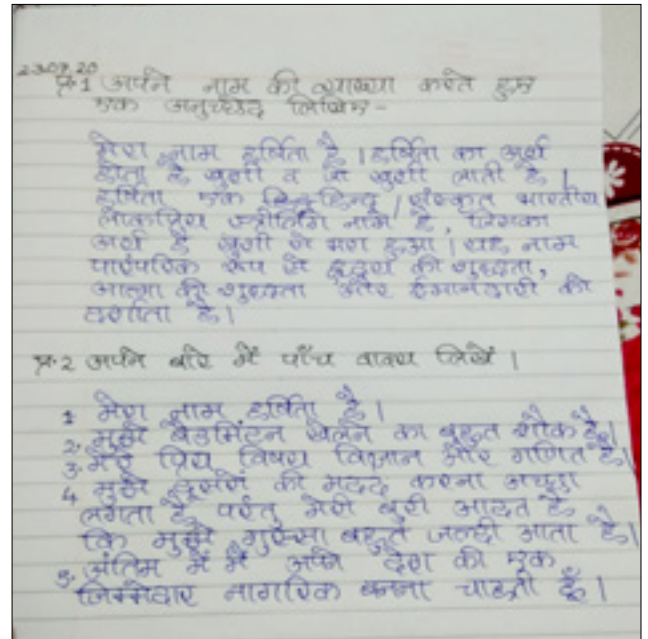 23.09.20
प्र.1 अपने नाम की व्याख्या करते हुए
एक अनुच्छेद लिखिए-
मेरा नाम हर्षिता है । हर्षिता का अर्थ
होता है खुशी व जो खुशी लाती है ।
हर्षिता एक हिन्दू / संस्कृत भारतीय
लोकप्रिय स्त्रीलिंग नाम है, जिसका
अर्थ है खुशी से भरा हुआ । यह नाम
पारंपरिक रूप से हृदय की शुद्धता,
आत्मा की शुद्धता और ईमानदारी को
दर्शाता है ।
प्र.2 अपने बारे में पाँच वाक्य लिखें ।
1 मेरा नाम हर्षिता है ।
2. मुझे बैडमिंटन खेलने का बहुत शौक है ।
3. मेरे प्रिय विषय विज्ञान और गणित है ।
4 मुझे दूसरों की मदद करना अच्छा
लगता है परंतु मेरी बुरी आदत है
कि मुझे गुस्सा बहुत जल्दी आता है ।
5. अंतिम में मैं अपने देश की एक
जिम्मेदार नागरिक बनना चाहती हूँ ।